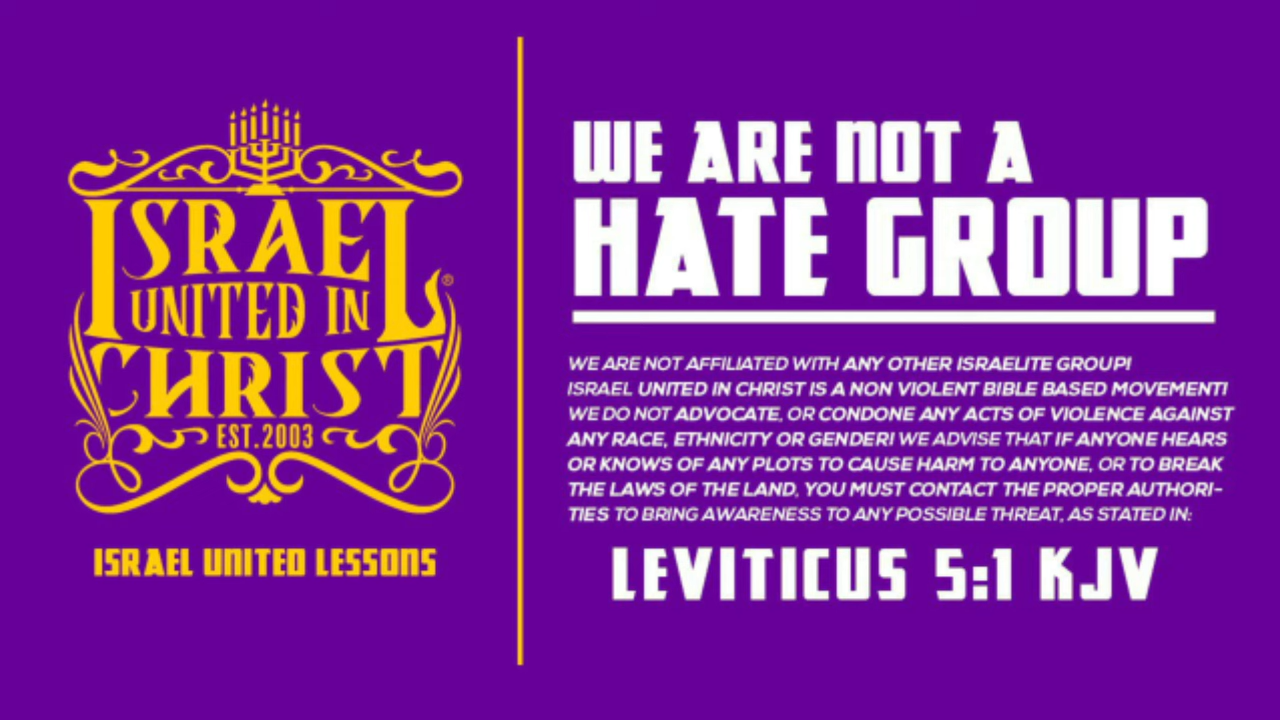 ISRAEL
UNITED IN
CHRIST
EST.2003
®
ISRAEL UNITED LESSONS
WE ARE NOT A
HATE GROUP
WE ARE NOT AFFILIATED WITH ANY OTHER ISRAELITE GROUP!
ISRAEL UNITED IN CHRIST IS A NON VIOLENT BIBLE BASED MOVEMENT!
WE DO NOT ADVOCATE, OR CONDONE ANY ACTS OF VIOLENCE AGAINST
ANY RACE, ETHNICITY OR GENDER! WE ADVISE THAT IF ANYONE HEARS
OR KNOWS OF ANY PLOTS TO CAUSE HARM TO ANYONE, OR TO BREAK
THE LAWS OF THE LAND, YOU MUST CONTACT THE PROPER AUTHORI-
TIES TO BRING AWARENESS TO ANY POSSIBLE THREAT, AS STATED IN:
LEVITICUS 5:1 KJV